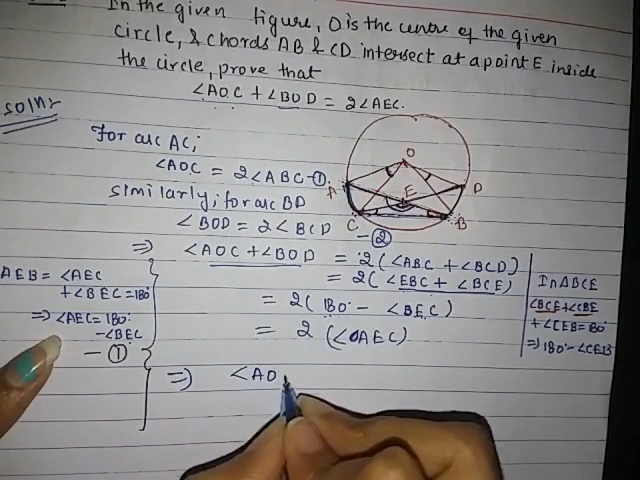 In the given figure, O is the centre of the given
circle, & chords AB & CD intersect at a point E inside
the circle, prove that
∠AOC + ∠BOD = 2∠AEC.
soln:
For arc AC;
∠AOC = 2∠ABC - ①
similarly, for arc BD
∠BOD = 2∠BCD - ②
⇒ ∠AOC + ∠BOD = 2(∠ABC + ∠BCD)
= 2(∠EBC + ∠BCE)
= 2(180° - ∠BEC)
= 2(∠AEC)
⇒ ∠AO
AEB = ∠AEC
+ ∠BEC = 180°
⇒ ∠AEC = 180°
- ∠BEC
- ①
In ΔBCE
∠BCE + ∠CBE
+ ∠CEB = 180°
⇒ 180° - ∠CEB
O
A
D
E
C
B